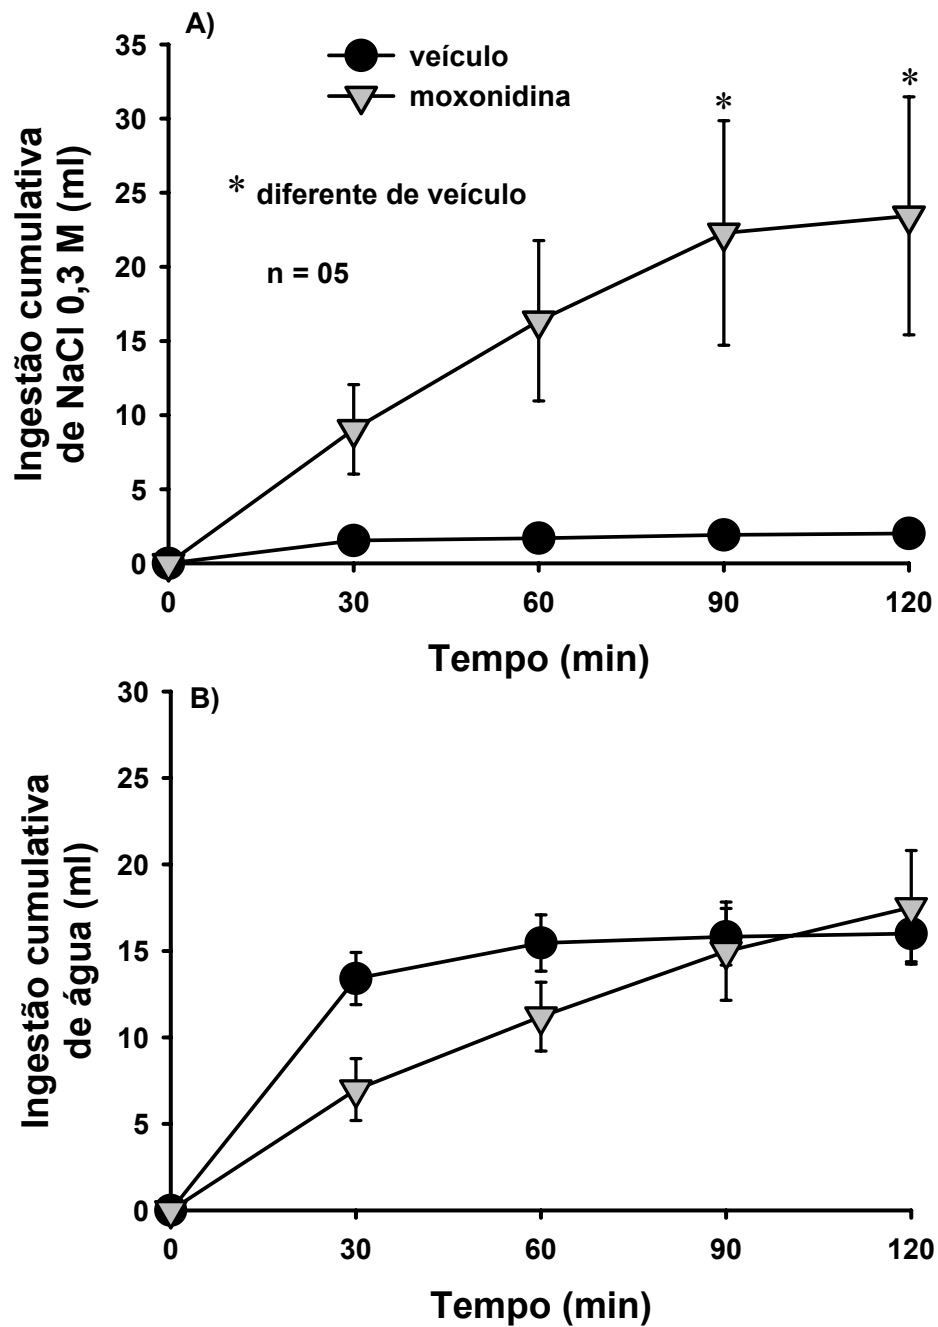 A)
veículo
moxonidina
* diferente de veículo
n = 05
*
*
Ingestão cumulativa
de NaCl 0,3 M (ml)
35
30
25
20
15
10
5
0
0 30 60 90 120
Tempo (min)
B)
Ingestão cumulativa
de água (ml)
30
25
20
15
10
5
0
0 30 60 90 120
Tempo (min)